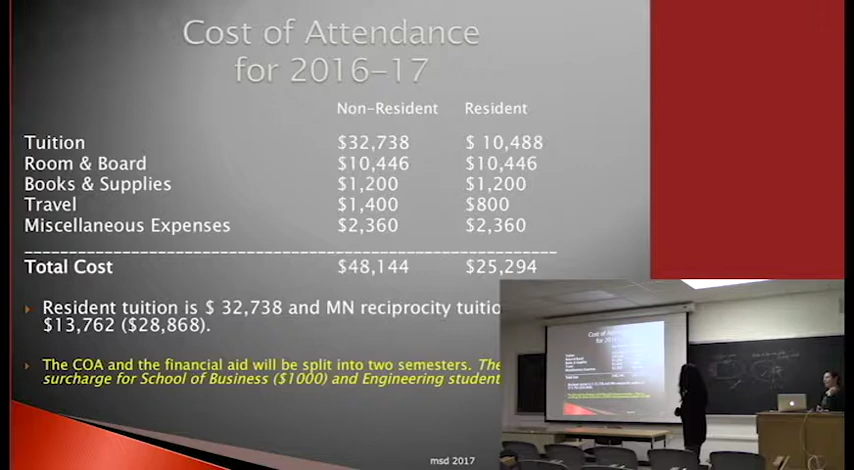 Cost of Attendance
for 2016-17
Non-Resident Resident
Tuition $32,738 $ 10,488
Room & Board $10,446 $10,446
Books & Supplies $1,200 $1,200
Travel $1,400 $800
Miscellaneous Expenses $2,360 $2,360
Total Cost $48,144 $25,294
Resident tuition is $ 32,738 and MN reciprocity tuitio
$13,762 ($28,868).
The COA and the financial aid will be split into two semesters. The
surcharge for School of Business ($1000) and Engineering student
msd 2017